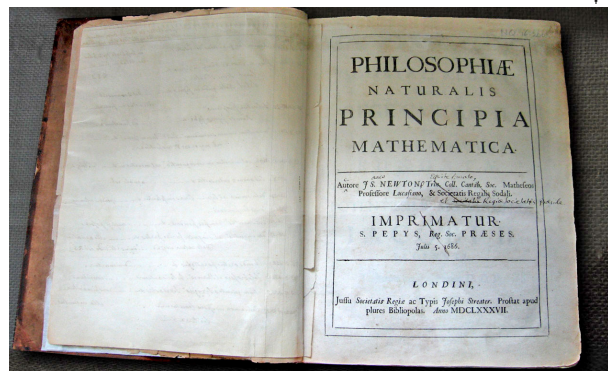 PHILOSOPHIÆ
NATURALIS
PRINCIPIA
MATHEMATICA.
Autore JS. NEWTON, Trin. Coll. Cantab. Soc. Matheseos
Professore Lucasiano, & Societatis Regalis Sodali.
IMPRIMATUR.
S. PEPYS, Reg. Soc. PRÆSES.
Julii 5. 1686.
LONDINI,
Jussu Societatis Regiæ ac Typis Josephi Streater. Prostat apud
plures Bibliopolas. Anno MDCLXXXVII.